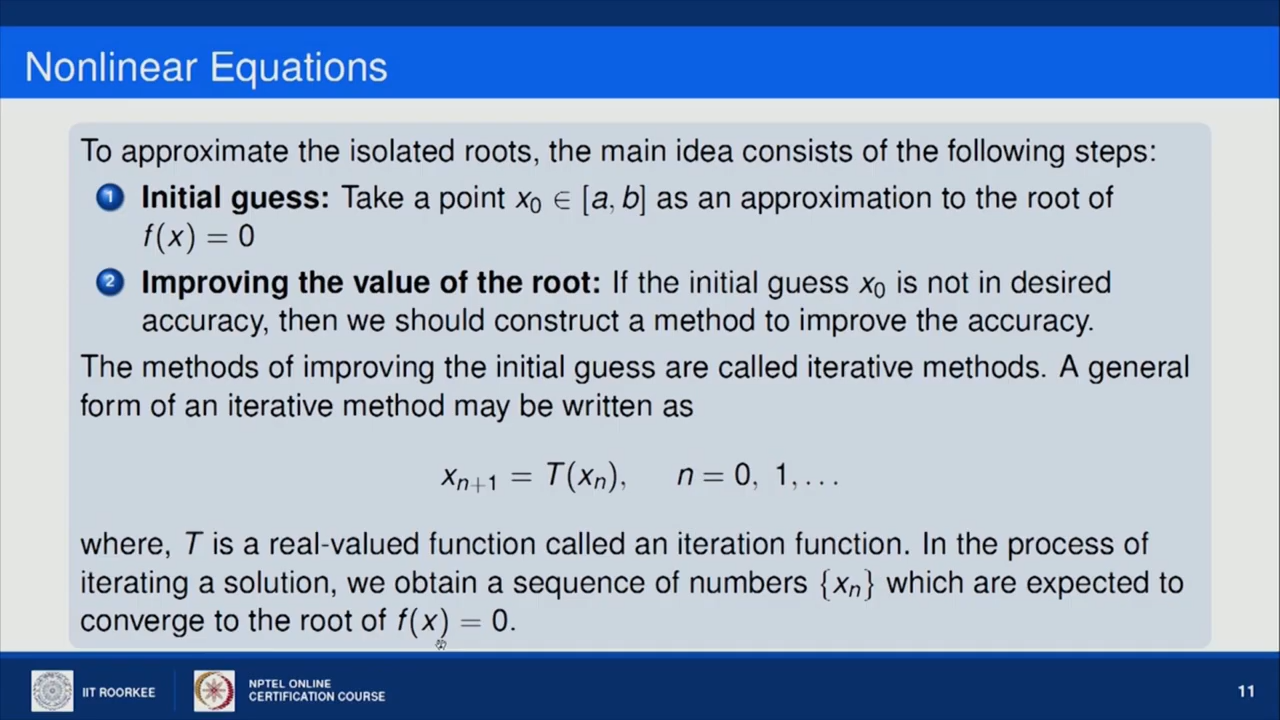 Nonlinear Equations
To approximate the isolated roots, the main idea consists of the following steps:
1 Initial guess: Take a point x₀ ∈ [a, b] as an approximation to the root of
f(x) = 0
2 Improving the value of the root: If the initial guess x₀ is not in desired
accuracy, then we should construct a method to improve the accuracy.
The methods of improving the initial guess are called iterative methods. A general
form of an iterative method may be written as
xₙ₊₁ = T(xₙ), n = 0, 1, . . .
where, T is a real-valued function called an iteration function. In the process of
iterating a solution, we obtain a sequence of numbers {xₙ} which are expected to
converge to the root of f(x) = 0.
IIT ROORKEE
NPTEL ONLINE
CERTIFICATION COURSE
11